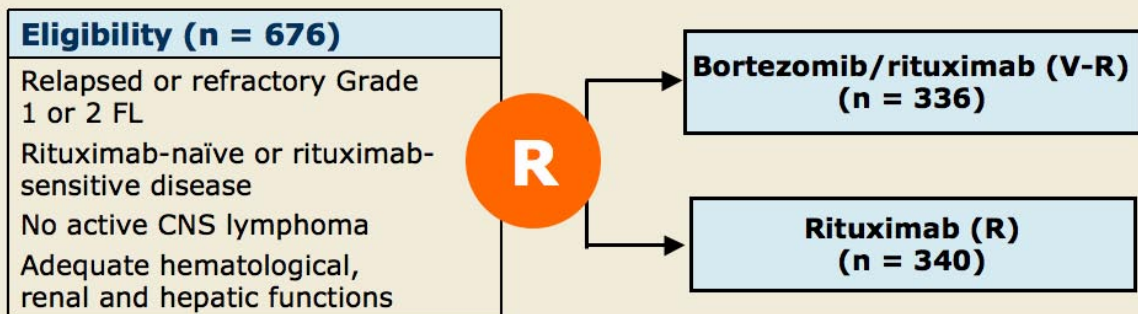 Eligibility (n = 676)
Relapsed or refractory Grade
1 or 2 FL
Rituximab-naïve or rituximab-
sensitive disease
No active CNS lymphoma
Adequate hematological,
renal and hepatic functions
R
Bortezomib/rituximab (V-R)
(n = 336)
Rituximab (R)
(n = 340)